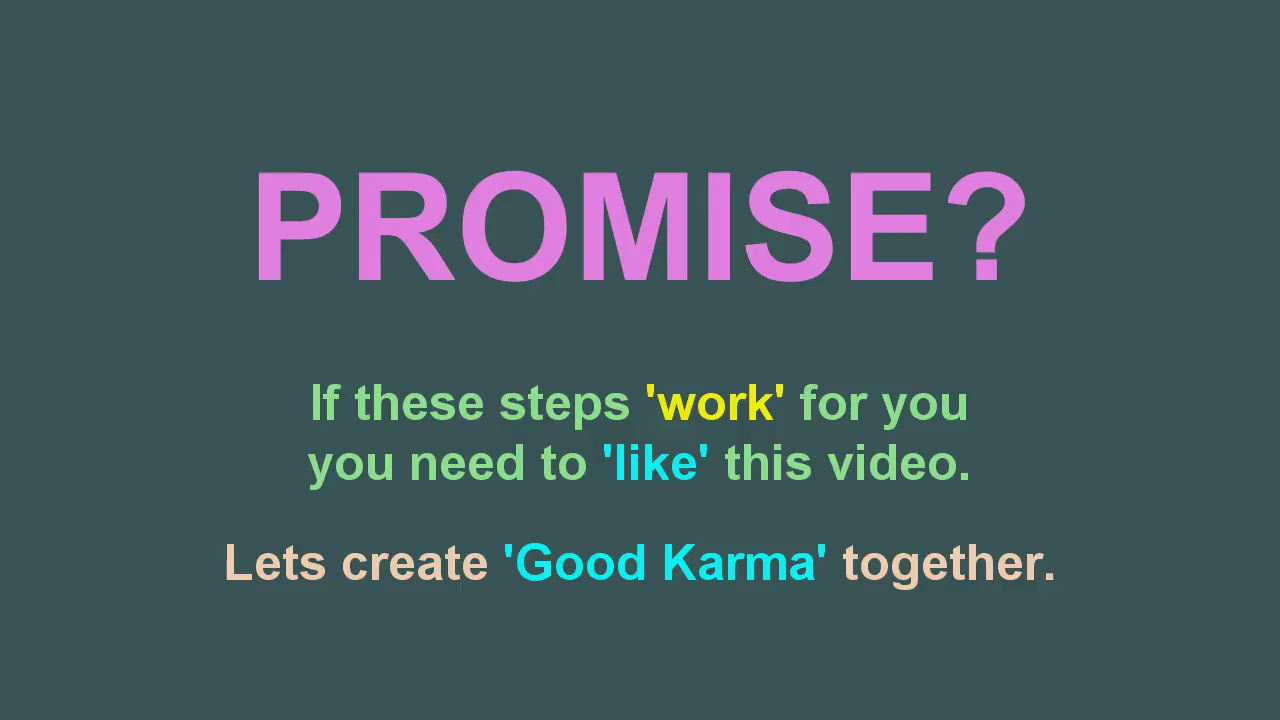 PROMISE?
If these steps 'work' for you
you need to 'like' this video.
Lets create 'Good Karma' together.